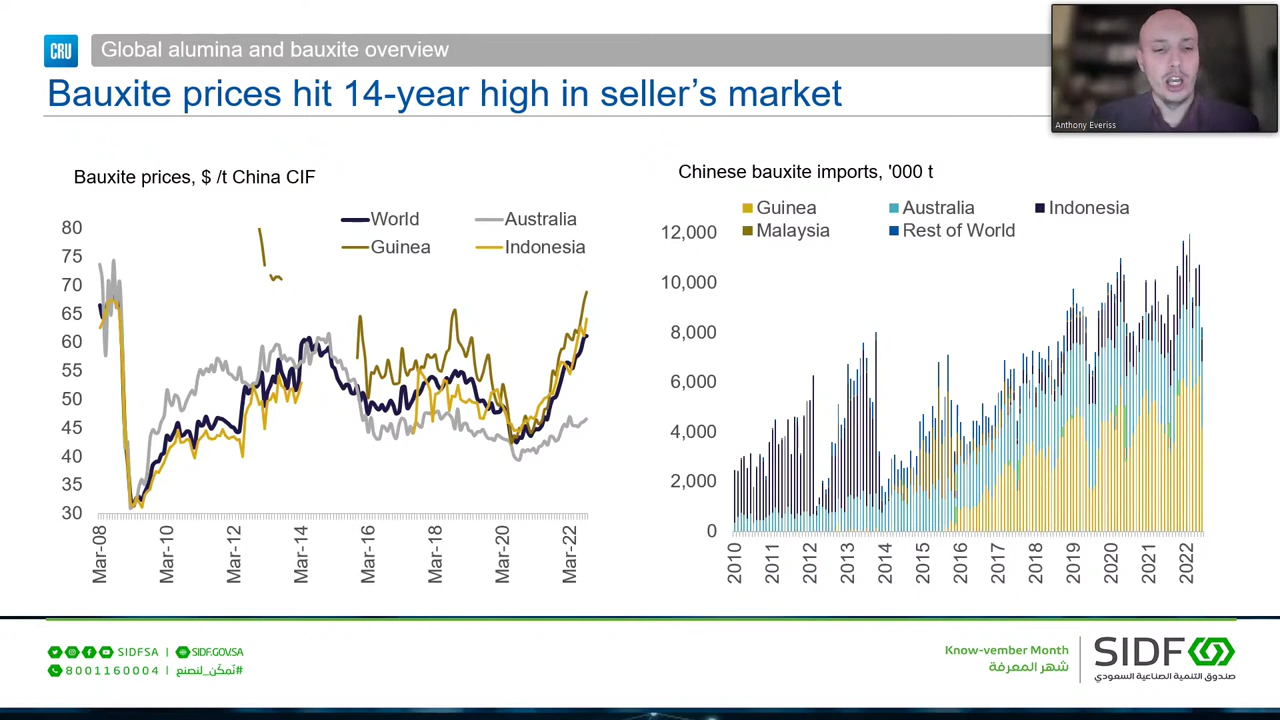 CRU
Global alumina and bauxite overview
Bauxite prices hit 14-year high in seller's market
Anthony Everiss
Bauxite prices, $ /t China CIF
World
Australia
Guinea
Indonesia
80
75
70
65
60
55
50
45
40
35
30
Mar-08
Mar-10
Mar-12
Mar-14
Mar-16
Mar-18
Mar-20
Mar-22
Chinese bauxite imports, '000 t
Guinea
Australia
Indonesia
Malaysia
Rest of World
12,000
10,000
8,000
6,000
4,000
2,000
0
2010
2011
2012
2013
2014
2015
2016
2017
2018
2019
2020
2021
2022
SIDFSA | SIDF.GOV.SA
8001160004 | #نُمكّن_لنصنع
Know-vember Month
شهر المعرفة
SIDF
صندوق التنمية الصناعية السعودي